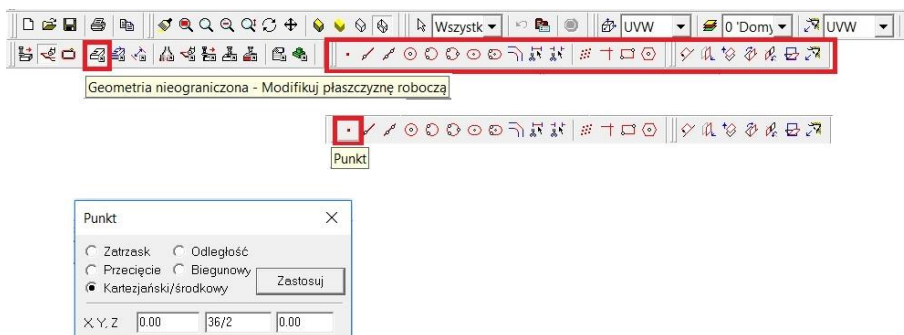 Wszystk UVW 0 'Domy UVW
Geometria nieograniczona - Modifikuj płaszczyznę roboczą
Punkt
Punkt
Zatrzask Odległość
Przecięcie Biegunowy
Kartezjański/środkowy Zastosuj
X,Y,Z 0.00 36/2 0.00